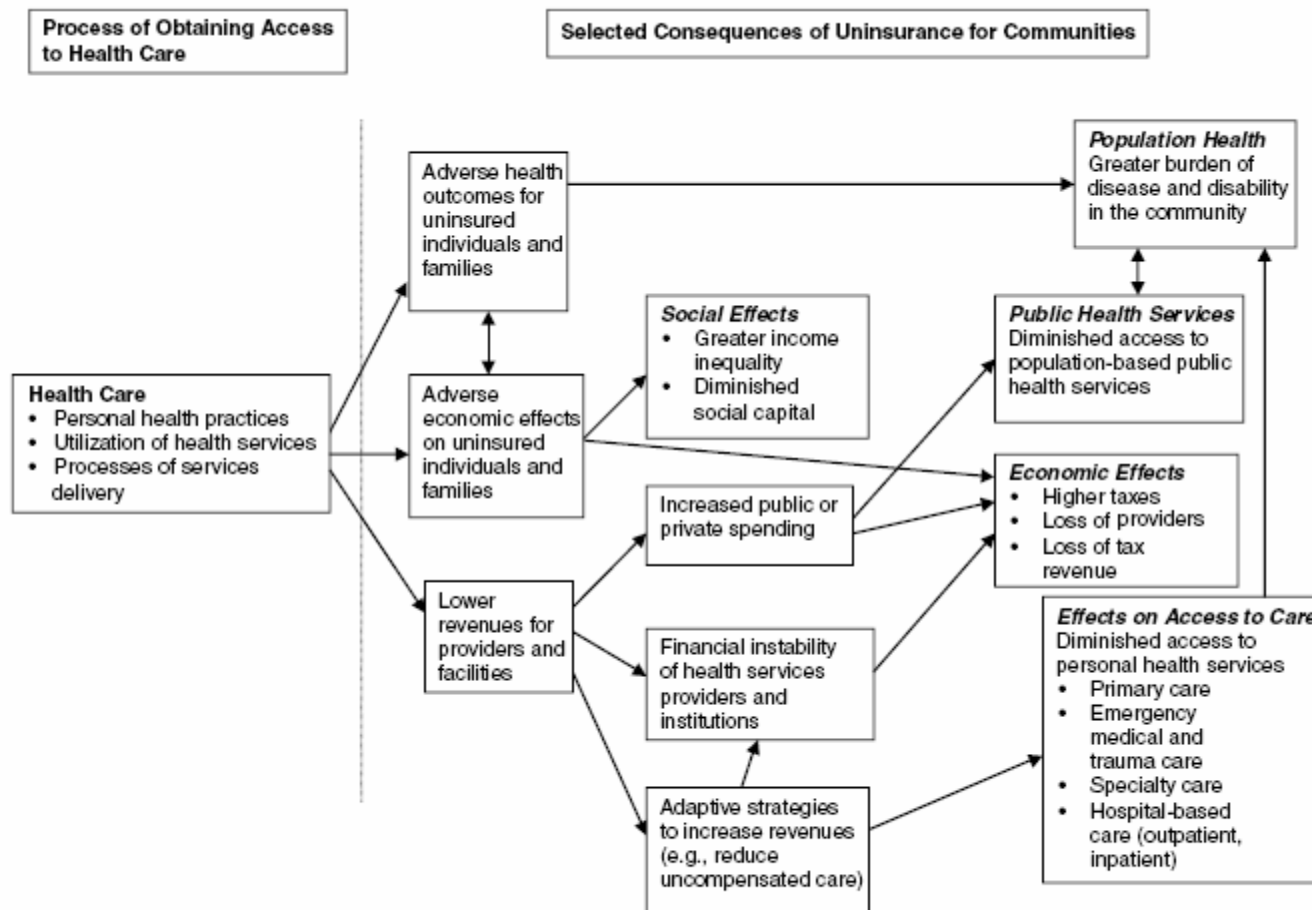 Process of Obtaining Access
to Health Care
Selected Consequences of Uninsurance for Communities
Health Care
• Personal health practices
• Utilization of health services
• Processes of services
delivery
Adverse health
outcomes for
uninsured
individuals and
families
Adverse
economic effects
on uninsured
individuals and
families
Lower
revenues for
providers and
facilities
Social Effects
• Greater income
inequality
• Diminished
social capital
Increased public or
private spending
Financial instability
of health services
providers and
institutions
Adaptive strategies
to increase revenues
(e.g., reduce
uncompensated care)
Population Health
Greater burden of
disease and disability
in the community
Public Health Services
Diminished access to
population-based public
health services
Economic Effects
• Higher taxes
• Loss of providers
• Loss of tax
revenue
Effects on Access to Care
Diminished access to
personal health services
• Primary care
• Emergency
medical and
trauma care
• Specialty care
• Hospital-based
care (outpatient,
inpatient)